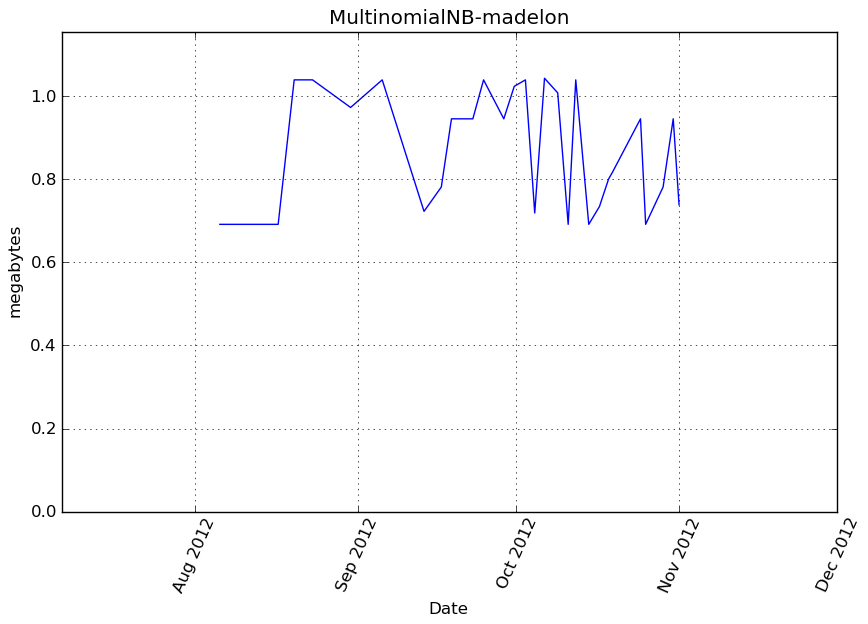 MultinomialNB-madelon
1.0
0.8
0.6
0.4
0.2
0.0
megabytes
Aug 2012
Sep 2012
Oct 2012
Nov 2012
Dec 2012
Date